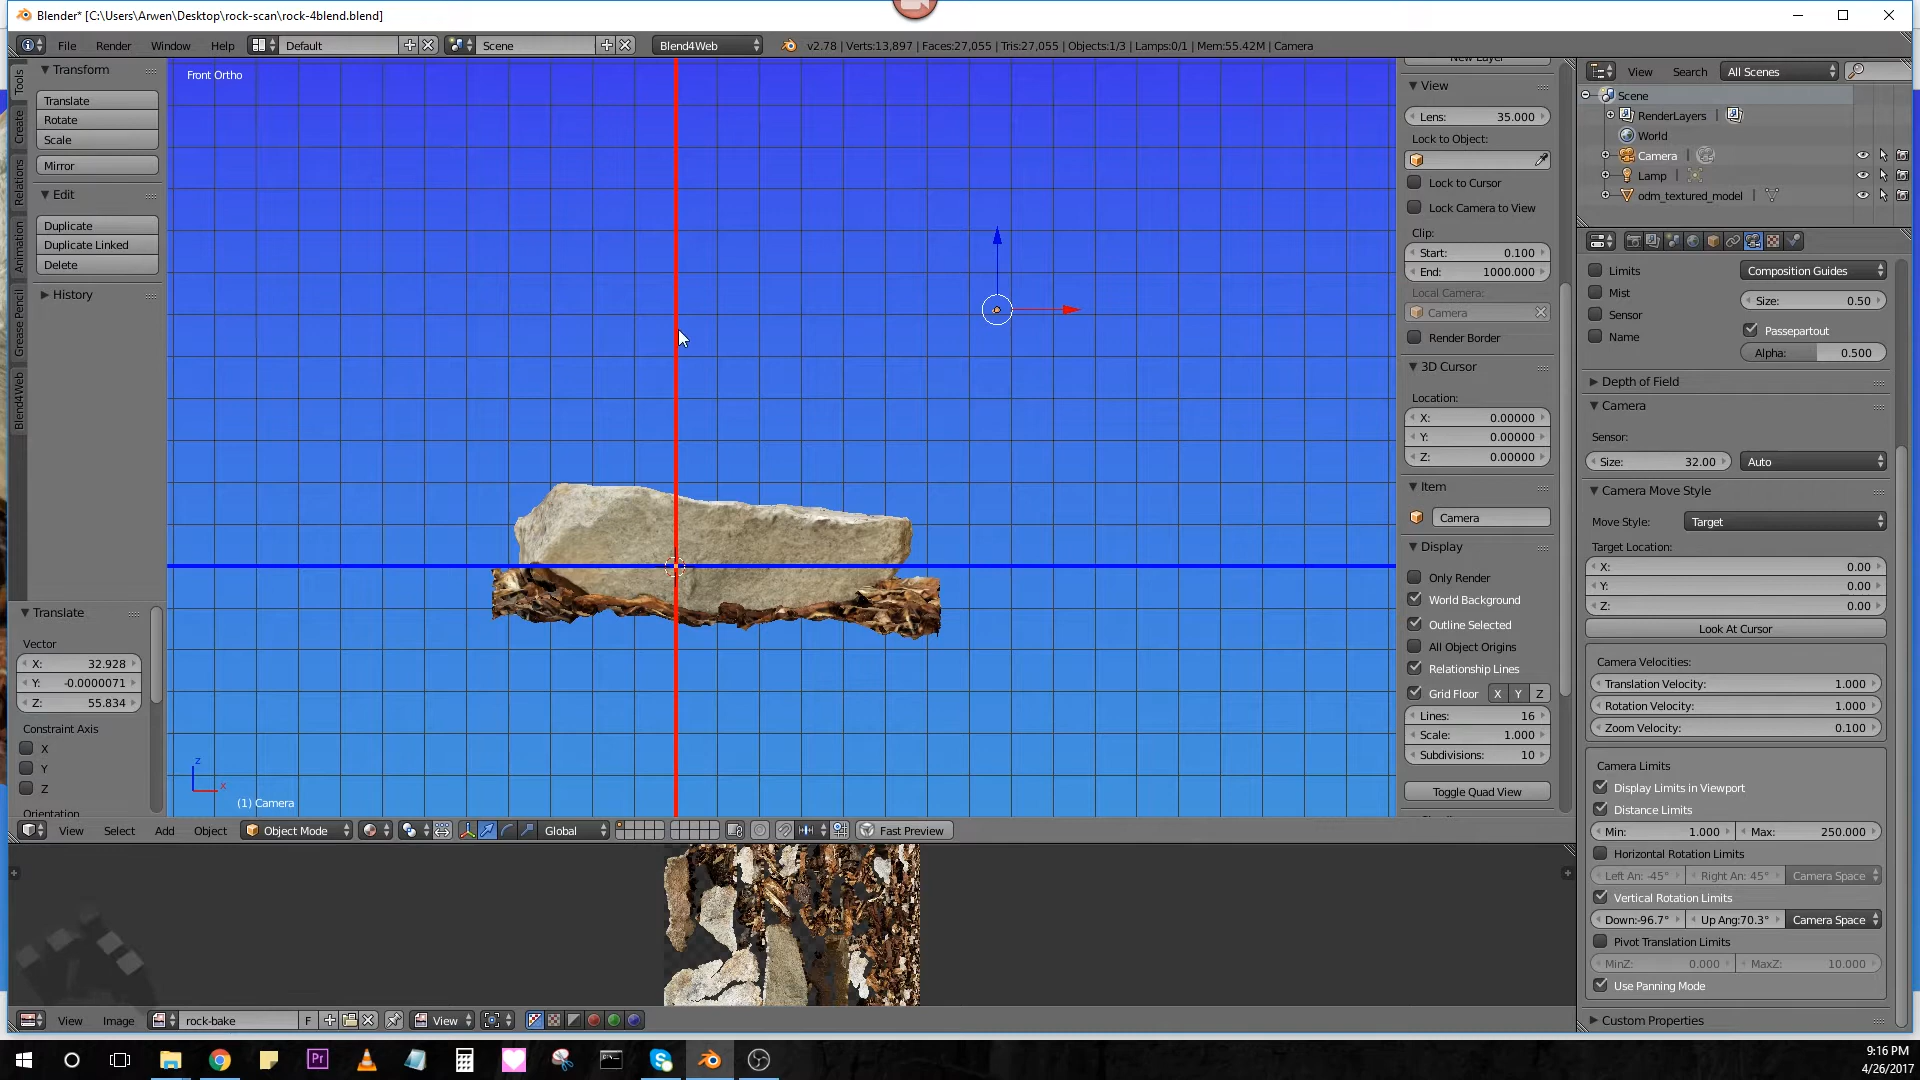 Blender* [C:\Users\Arwen\Desktop\rock-scan\rock-4blend.blend]
File Render Window Help Default Scene Blend4Web v2.78 | Verts:13,897 | Faces:27,055 | Tris:27,055 | Objects:1/3 | Lamps:0/1 | Mem:55.42M | Camera
Tools
Create
Relations
Animation
Grease Pencil
Blend4Web
Transform
Translate
Rotate
Scale
Mirror
Edit
Duplicate
Duplicate Linked
Delete
History
Translate
Vector
X: 32.928
Y: -0.0000071
Z: 55.834
Constraint Axis
X
Y
Z
Orientation
Front Ortho
z
x
(1) Camera
New Layer
View
Lens: 35.000
Lock to Object:
Lock to Cursor
Lock Camera to View
Clip:
Start: 0.100
End: 1000.000
Local Camera:
Camera
Render Border
3D Cursor
Location:
X: 0.00000
Y: 0.00000
Z: 0.00000
Item
Camera
Display
Only Render
World Background
Outline Selected
All Object Origins
Relationship Lines
Grid Floor X Y Z
Lines: 16
Scale: 1.000
Subdivisions: 10
Toggle Quad View
View Search All Scenes
Scene
RenderLayers |
World
Camera |
Lamp |
odm_textured_model |
Limits Composition Guides
Mist Size: 0.50
Sensor Passepartout
Name Alpha: 0.500
Depth of Field
Camera
Sensor:
Size: 32.00 Auto
Camera Move Style
Move Style: Target
Target Location:
X: 0.00
Y: 0.00
Z: 0.00
Look At Cursor
Camera Velocities:
Translation Velocity: 1.000
Rotation Velocity: 1.000
Zoom Velocity: 0.100
Camera Limits
Display Limits in Viewport
Distance Limits
Min: 1.000 Max: 250.000
Horizontal Rotation Limits
Left An: -45° Right An: 45° Camera Space
Vertical Rotation Limits
Down:-96.7° Up Ang:70.3° Camera Space
Pivot Translation Limits
MinZ: 0.000 MaxZ: 10.000
Use Panning Mode
Custom Properties
View Select Add Object Object Mode Global Fast Preview
View Image rock-bake F View
Pr
9:16 PM
4/26/2017